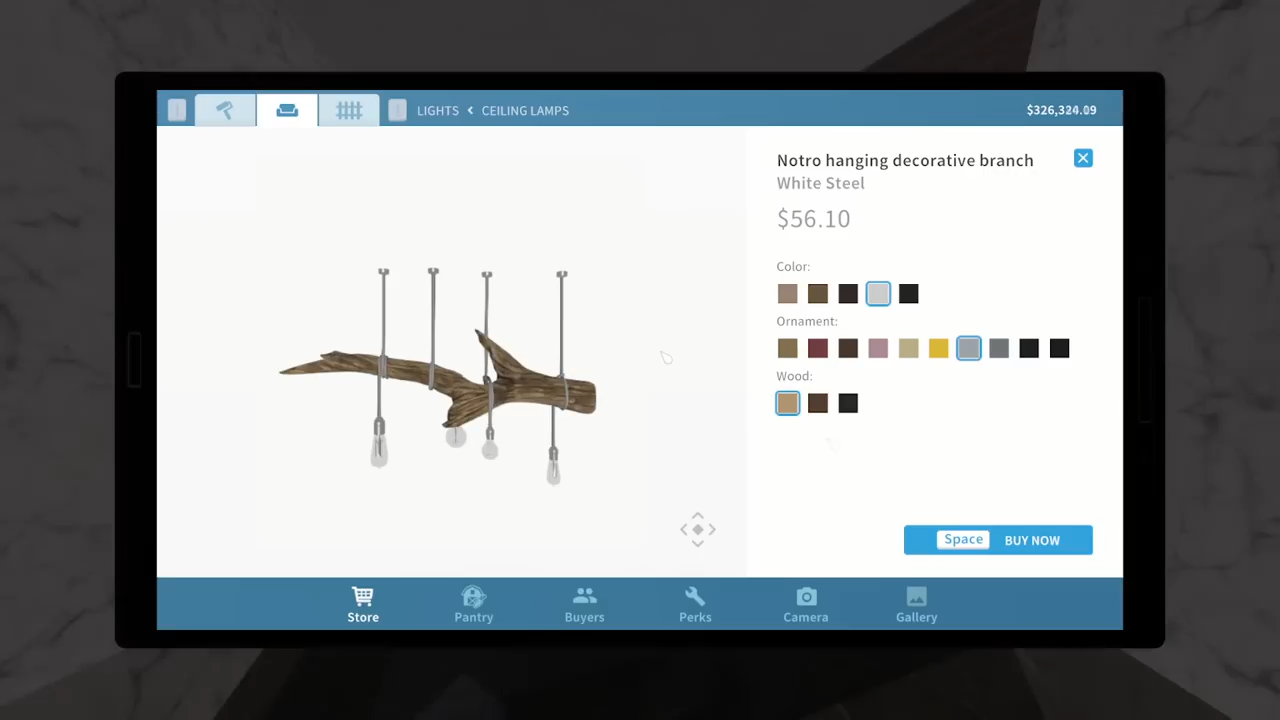 LIGHTS < CEILING LAMPS
$326,324.09
Notro hanging decorative branch
White Steel
$56.10
Color:
Ornament:
Wood:
Space BUY NOW
Store Pantry Buyers Perks Camera Gallery